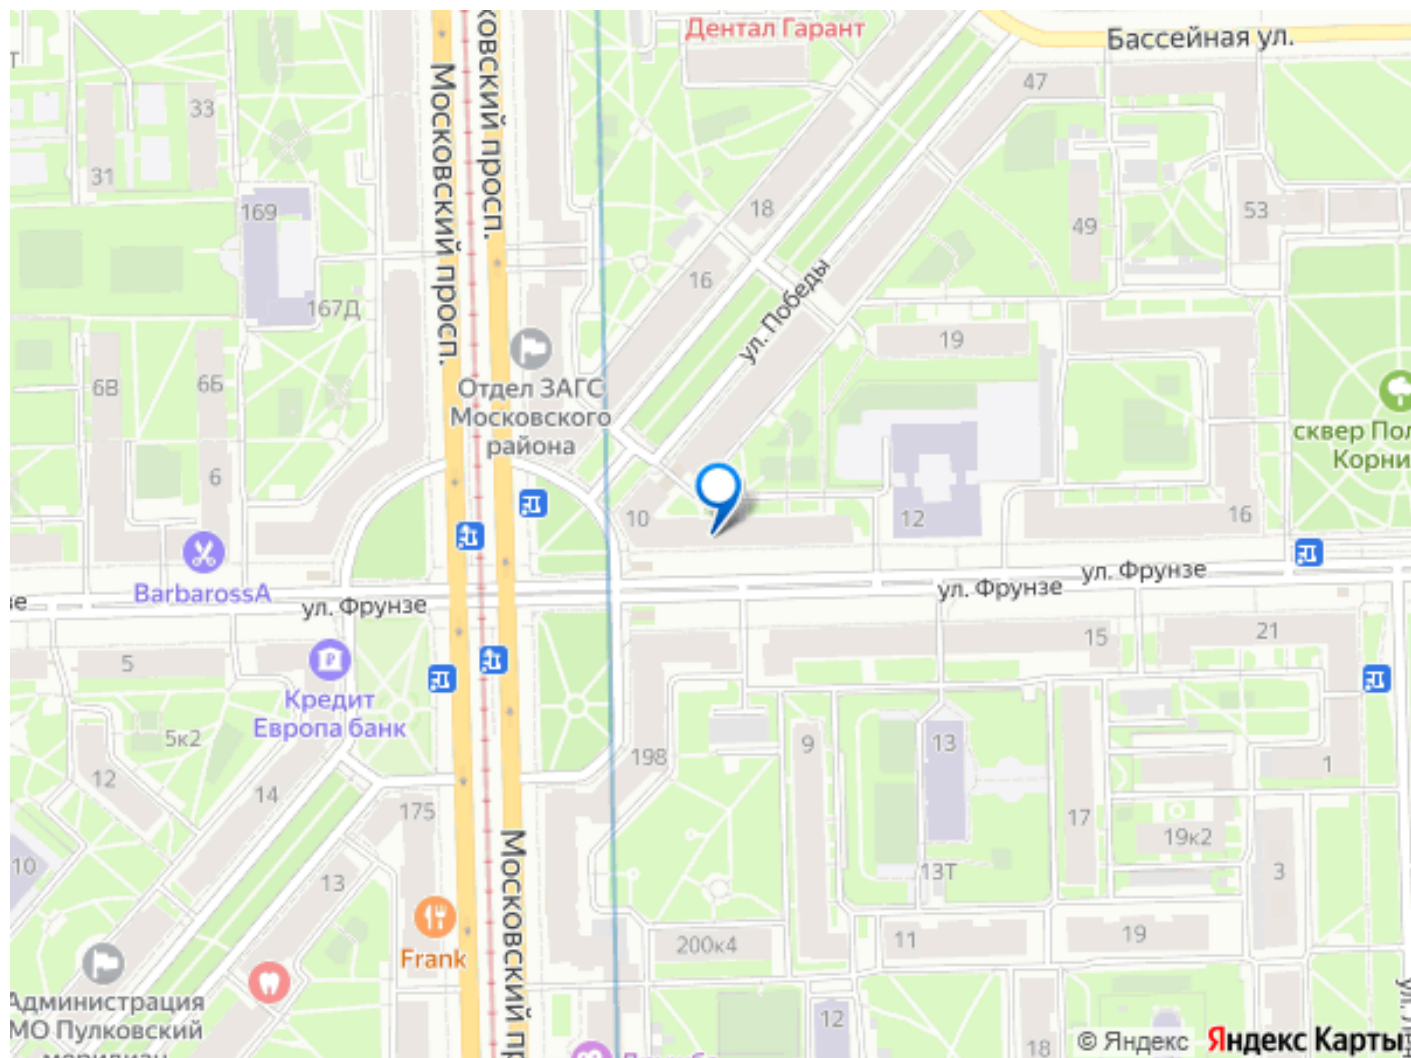 Дентал Гарант
Бассейная ул.
47
33
31
169
18
49
53
16
167Д
Московский просп.
Московский просп.
ул. Победы
19
6В
6Б
Отдел ЗАГС
Московского
района
сквер
6
10
12
16
BarbarossA
ул. Фрунзе
ул. Фрунзе
ул. Фрунзе
5
15
21
Кредит
Европа банк
5к2
198
9
13
12
14
1
175
17
19к2
10
13
13Т
3
Frank
200к4
11
19
Администрация
МО Пулковский
меридиан
12
18
© Яндекс
Яндекс Карты